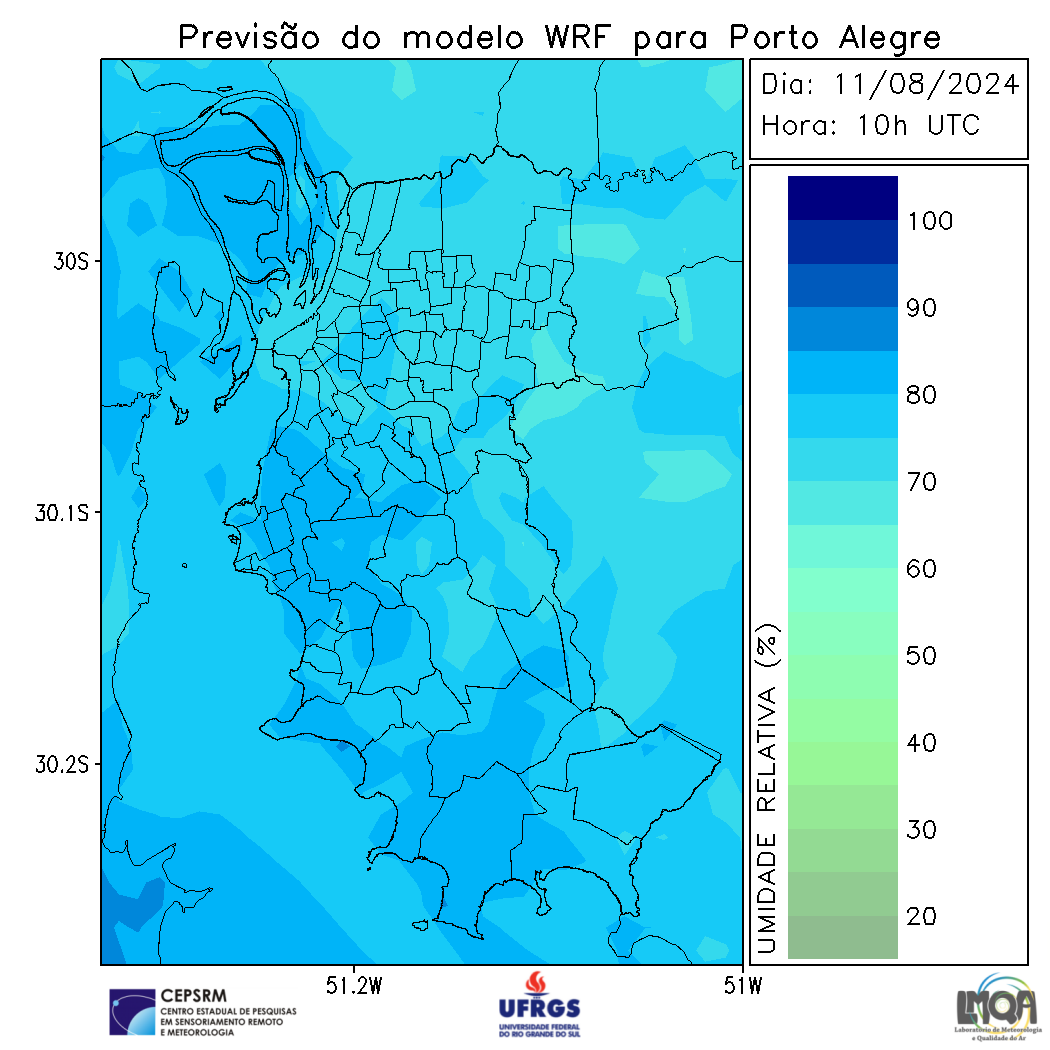 Previsão do modelo WRF para Porto Alegre
Dia: 11/08/2024
Hora: 10h UTC
100
90
80
70
60
50
40
30
20
UMIDADE RELATIVA (%)
30S
30.1S
30.2S
51.2W
51W
CEPSRM
CENTRO ESTADUAL DE PESQUISAS
EM SENSORIAMENTO REMOTO
E METEOROLOGIA
UFRGS
UNIVERSIDADE FEDERAL
DO RIO GRANDE DO SUL
LMQA
Laboratório de Meteorologia
e Qualidade do Ar